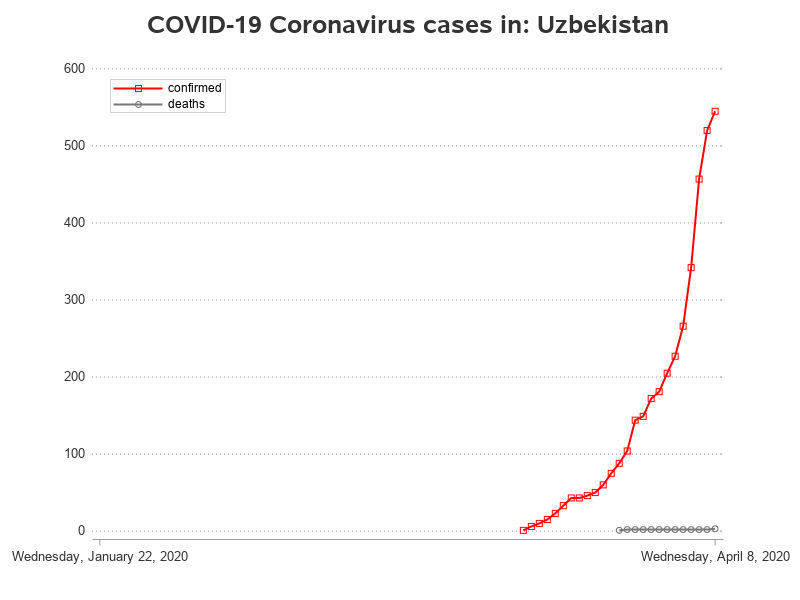 COVID-19 Coronavirus cases in: Uzbekistan
600
confirmed
deaths
500
400
300
200
100
0
Wednesday, January 22, 2020
Wednesday, April 8, 2020